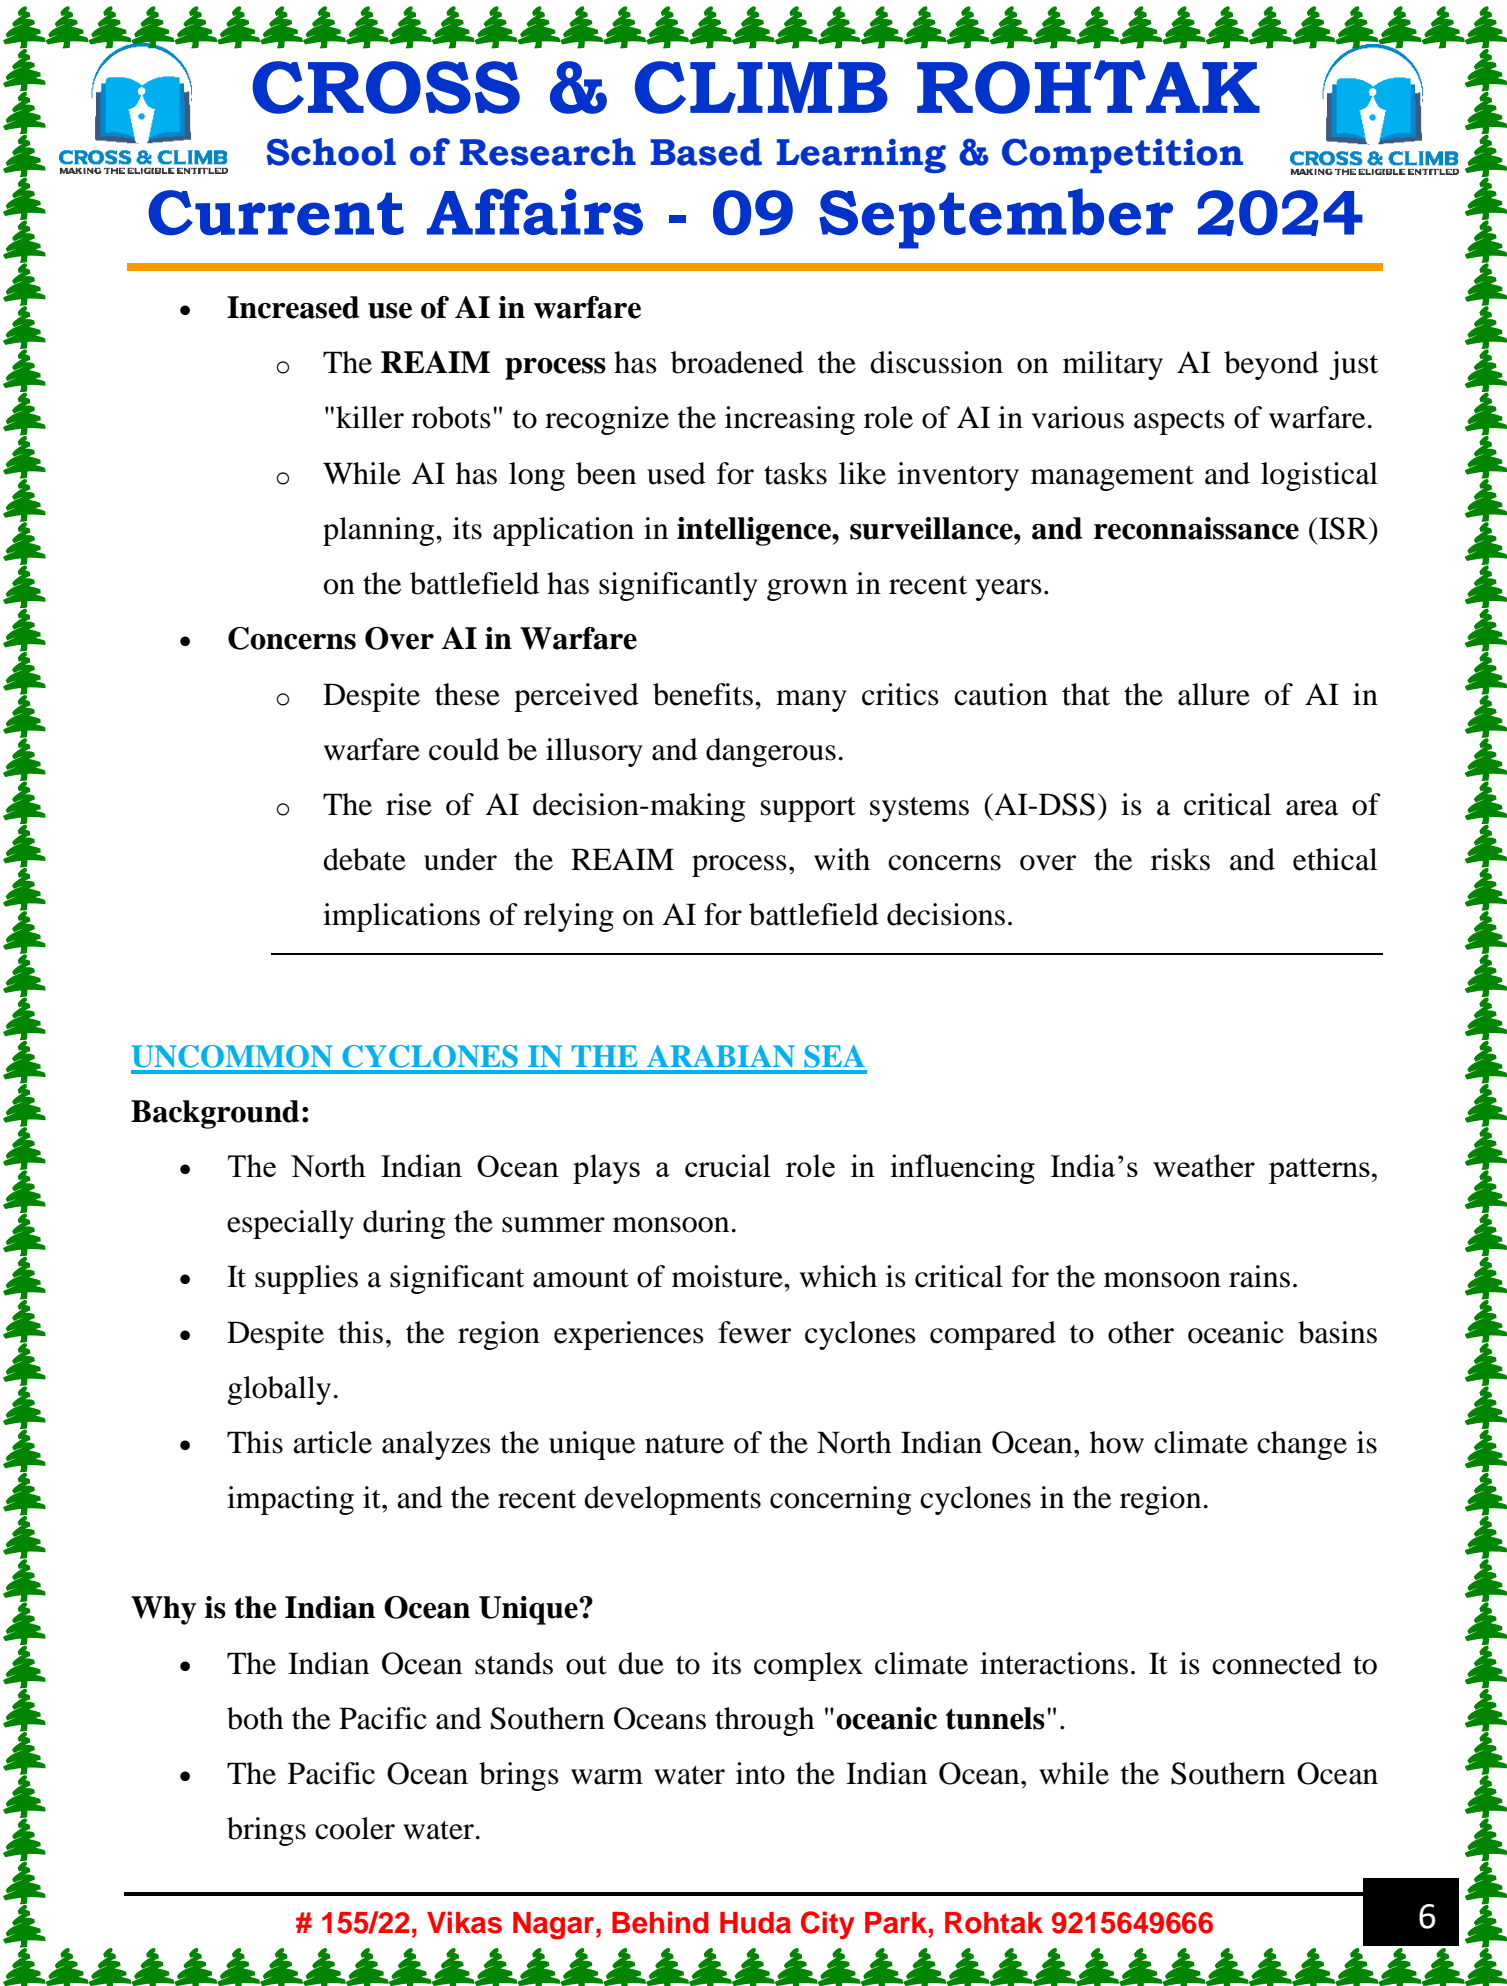 CROSS & CLIMB ROHTAK
School of Research Based Learning & Competition
CROSS & CLIMB
MAKING THE ELIGIBLE ENTITLED
CROSS & CLIMB
MAKING THE ELIGIBLE ENTITLED
Current Affairs - 09 September 2024
• Increased use of AI in warfare
o The REAIM process has broadened the discussion on military AI beyond just
"killer robots" to recognize the increasing role of AI in various aspects of warfare.
o While AI has long been used for tasks like inventory management and logistical
planning, its application in intelligence, surveillance, and reconnaissance (ISR)
on the battlefield has significantly grown in recent years.
• Concerns Over AI in Warfare
o Despite these perceived benefits, many critics caution that the allure of AI in
warfare could be illusory and dangerous.
o The rise of AI decision-making support systems (AI-DSS) is a critical area of
debate under the REAIM process, with concerns over the risks and ethical
implications of relying on AI for battlefield decisions.
UNCOMMON CYCLONES IN THE ARABIAN SEA
Background:
• The North Indian Ocean plays a crucial role in influencing India’s weather patterns,
especially during the summer monsoon.
• It supplies a significant amount of moisture, which is critical for the monsoon rains.
• Despite this, the region experiences fewer cyclones compared to other oceanic basins
globally.
• This article analyzes the unique nature of the North Indian Ocean, how climate change is
impacting it, and the recent developments concerning cyclones in the region.
Why is the Indian Ocean Unique?
• The Indian Ocean stands out due to its complex climate interactions. It is connected to
both the Pacific and Southern Oceans through "oceanic tunnels".
• The Pacific Ocean brings warm water into the Indian Ocean, while the Southern Ocean
brings cooler water.
# 155/22, Vikas Nagar, Behind Huda City Park, Rohtak 9215649666
6